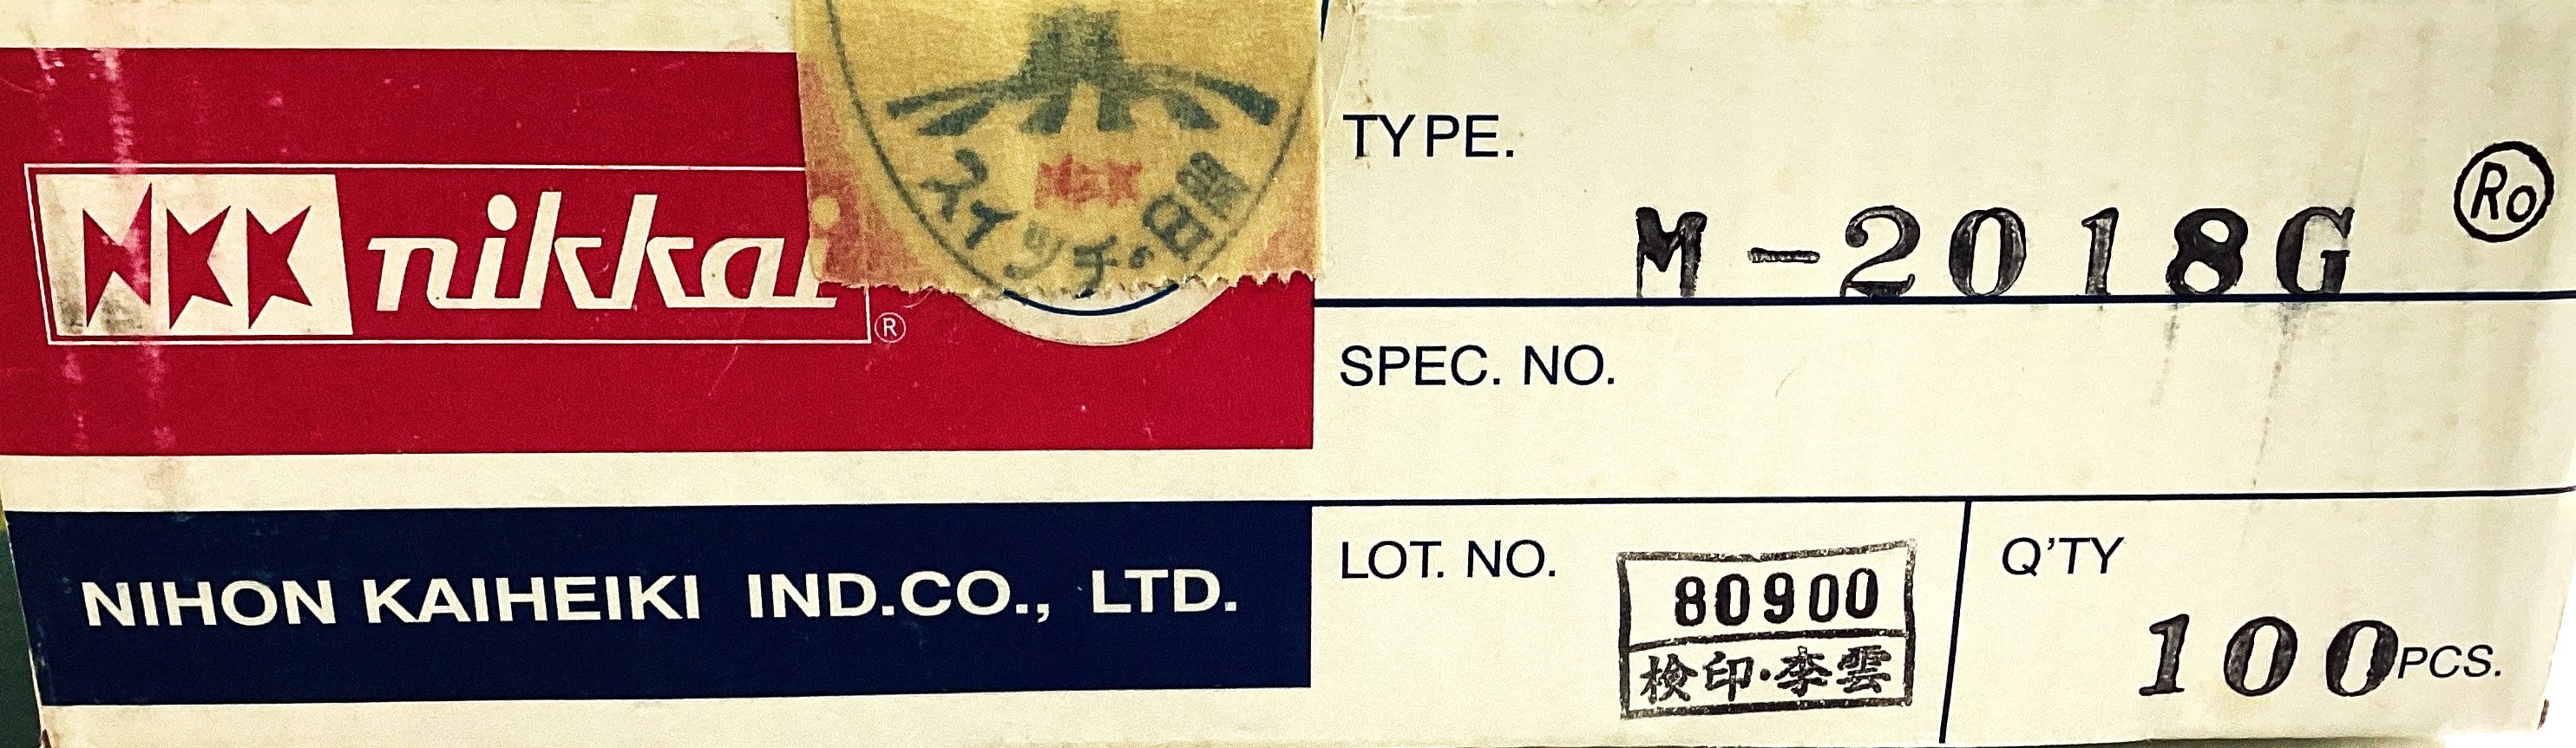 NKK nikkai ®
スイッチの日開
NKK
NIHON KAIHEIKI IND.CO., LTD.
TYPE.
M-2018G
Ro
SPEC. NO.
LOT. NO.
80900
検印・李雲
Q'TY
100PCS.